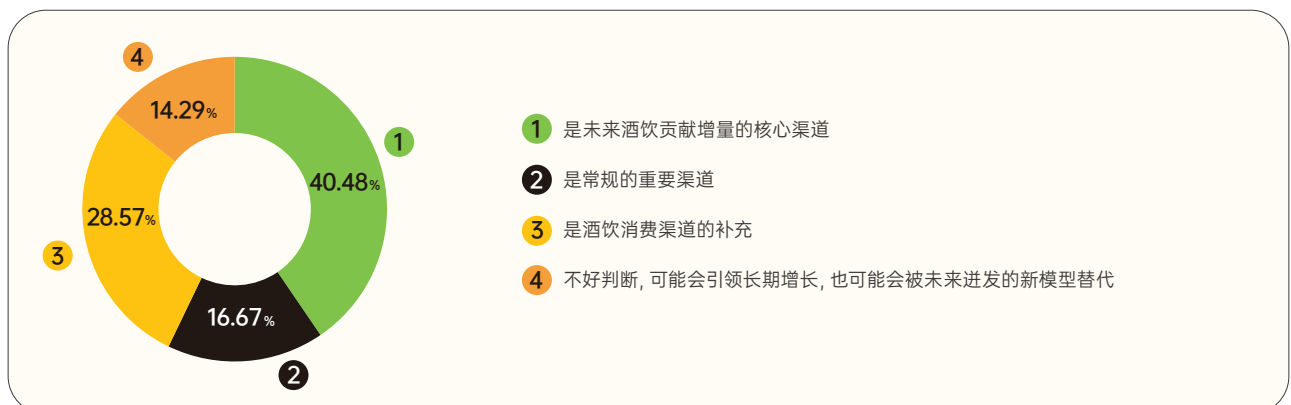 4
14.29%
1
40.48%
28.57%
3
16.67%
2
1 是未来酒饮贡献增量的核心渠道
2 是常规的重要渠道
3 是酒饮消费渠道的补充
4 不好判断, 可能会引领长期增长, 也可能会被未来迸发的新模型替代